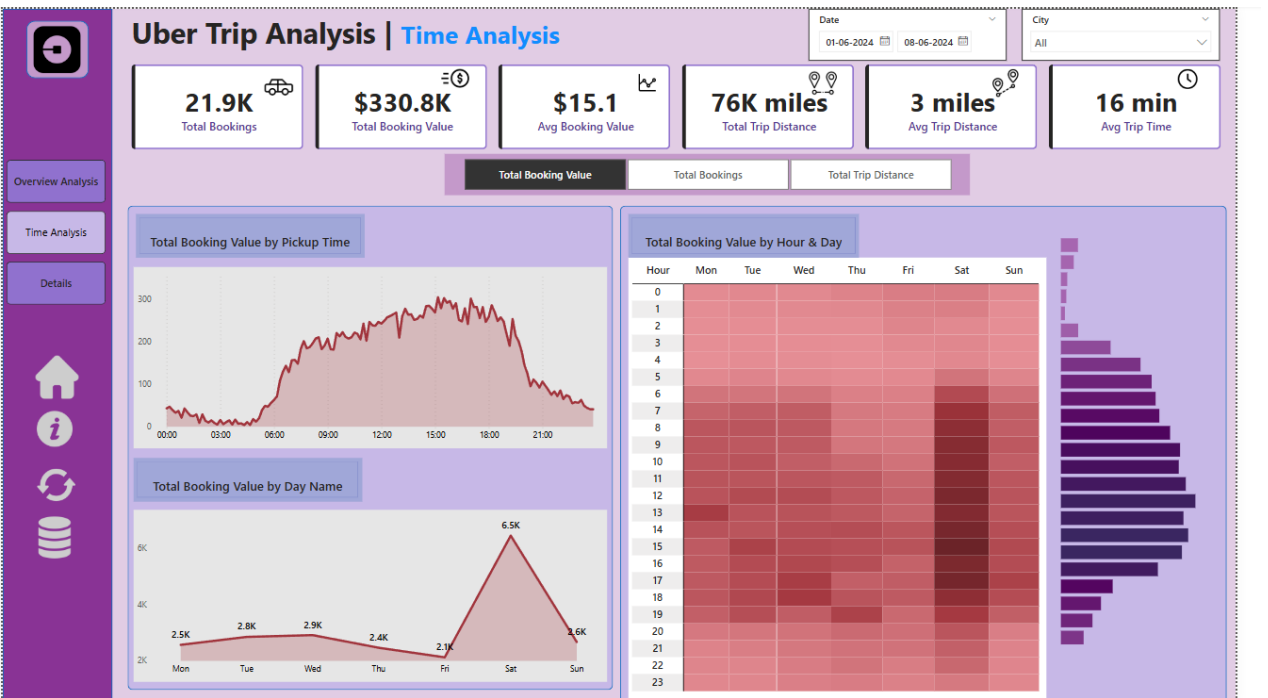 Uber Trip Analysis | Time Analysis
Date
01-06-2024 08-06-2024
City
All
21.9K
Total Bookings
$330.8K
Total Booking Value
$15.1
Avg Booking Value
76K miles
Total Trip Distance
3 miles
Avg Trip Distance
16 min
Avg Trip Time
Overview Analysis
Time Analysis
Details
Total Booking Value
Total Bookings
Total Trip Distance
Total Booking Value by Pickup Time
300
200
100
0
00:00 03:00 06:00 09:00 12:00 15:00 18:00 21:00
Total Booking Value by Day Name
6K
4K
2K
2.5K 2.8K 2.9K 2.4K 2.1K 6.5K 2.6K
Mon Tue Wed Thu Fri Sat Sun
Total Booking Value by Hour & Day
Hour Mon Tue Wed Thu Fri Sat Sun
0
1
2
3
4
5
6
7
8
9
10
11
12
13
14
15
16
17
18
19
20
21
22
23